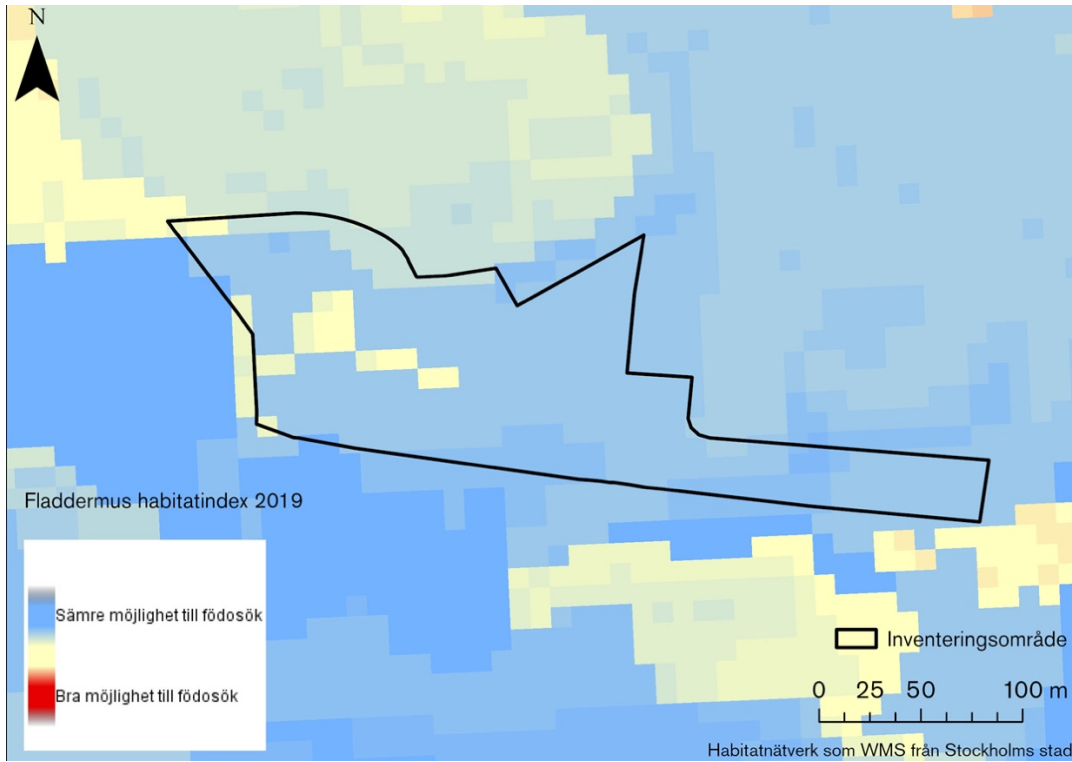 N
Fladdermus habitatindex 2019
Sämre möjlighet till födosök
Bra möjlighet till födosök
Inventeringsområde
0 25 50 100 m
Habitatnätverk som WMS från Stockholms stad